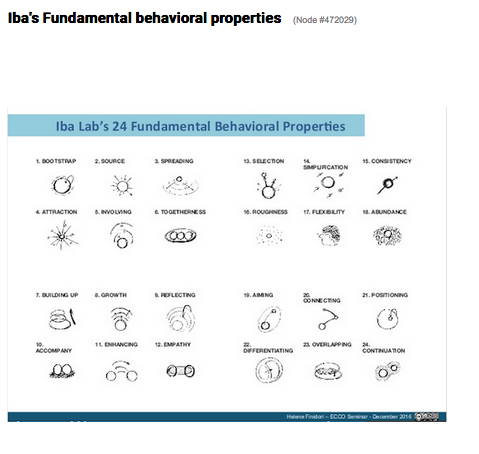 Iba's Fundamental behavioral properties (Node #472029)
Iba Lab's 24 Fundamental Behavioral Properties
1. BOOTSTRAP 2. SOURCE 3. SPREADING 13. SELECTION 14. SIMPLIFICATION 15. CONSISTENCY
4. ATTRACTION 5. INVOLVING 6. TOGETHERNESS 16. ROUGHNESS 17. FLEXIBILITY 18. ABUNDANCE
7. BUILDING UP 8. GROWTH 9. REFLECTING 19. AIMING 20. CONNECTING 21. POSITIONING
10. ACCOMPANY 11. ENHANCING 12. EMPATHY 22. DIFFERENTIATING 23. OVERLAPPING 24. CONTINUATION
Helene Finidori – ECCO Seminar - December 2016